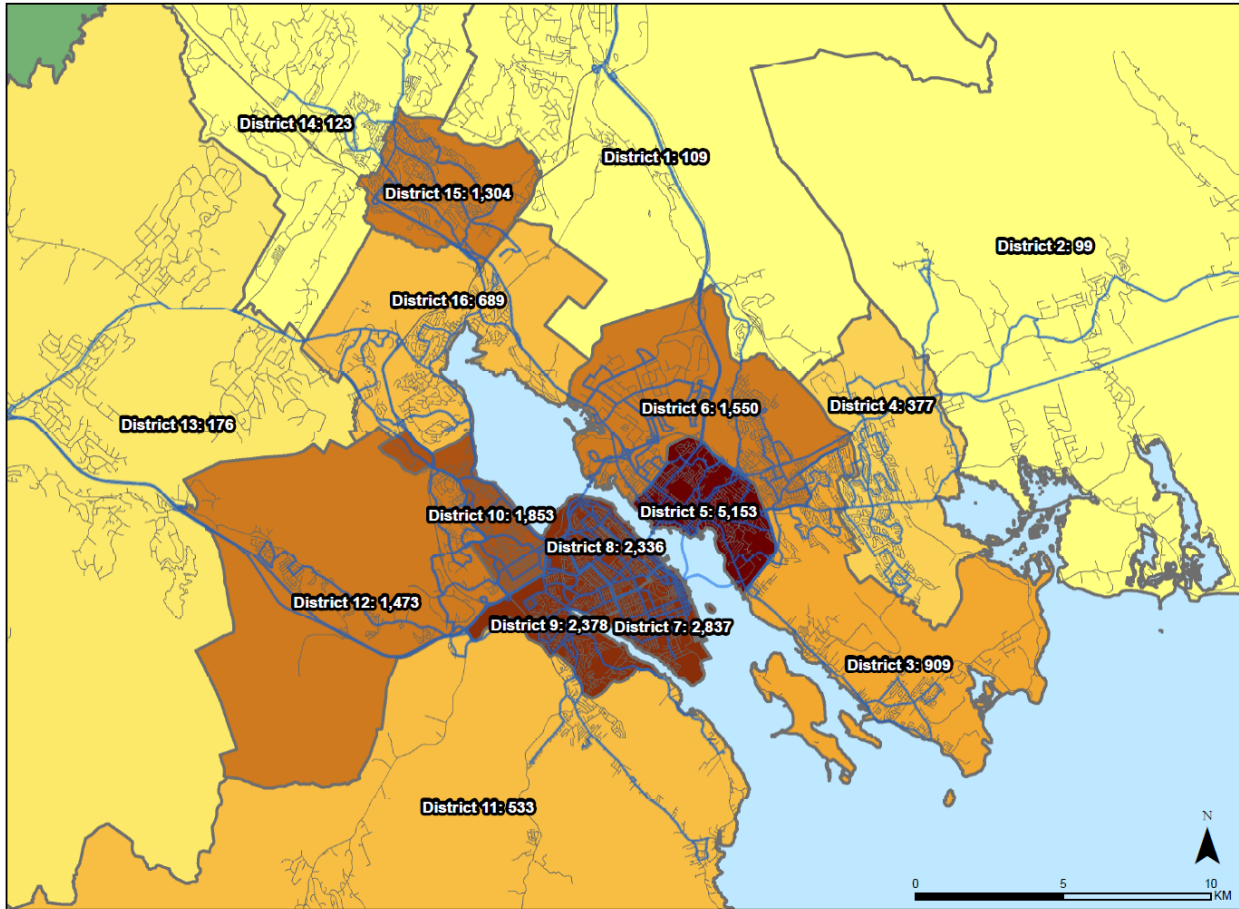 District 14: 123
District 1: 109
District 15: 1,304
District 2: 99
District 16: 689
District 6: 1,550
District 4: 377
District 13: 176
District 10: 1,853
District 5: 5,153
District 8: 2,336
District 12: 1,473
District 9: 2,378
District 7: 2,837
District 3: 909
District 11: 533
N
0 5 10
KM